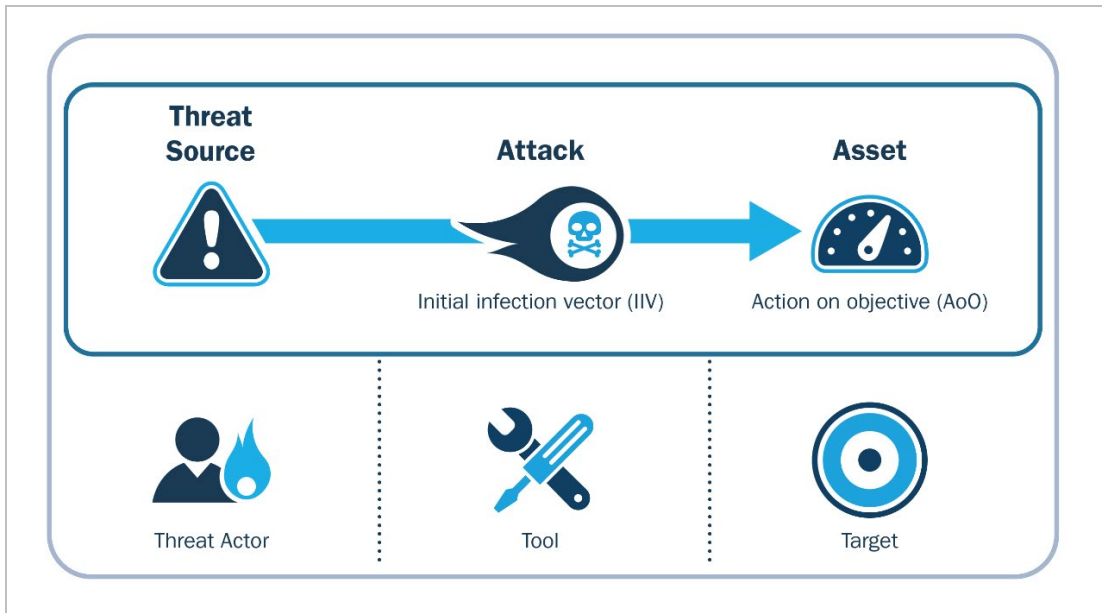 Threat
Source
Attack
Asset
Initial infection vector (IIV)
Action on objective (AoO)
Threat Actor
Tool
Target